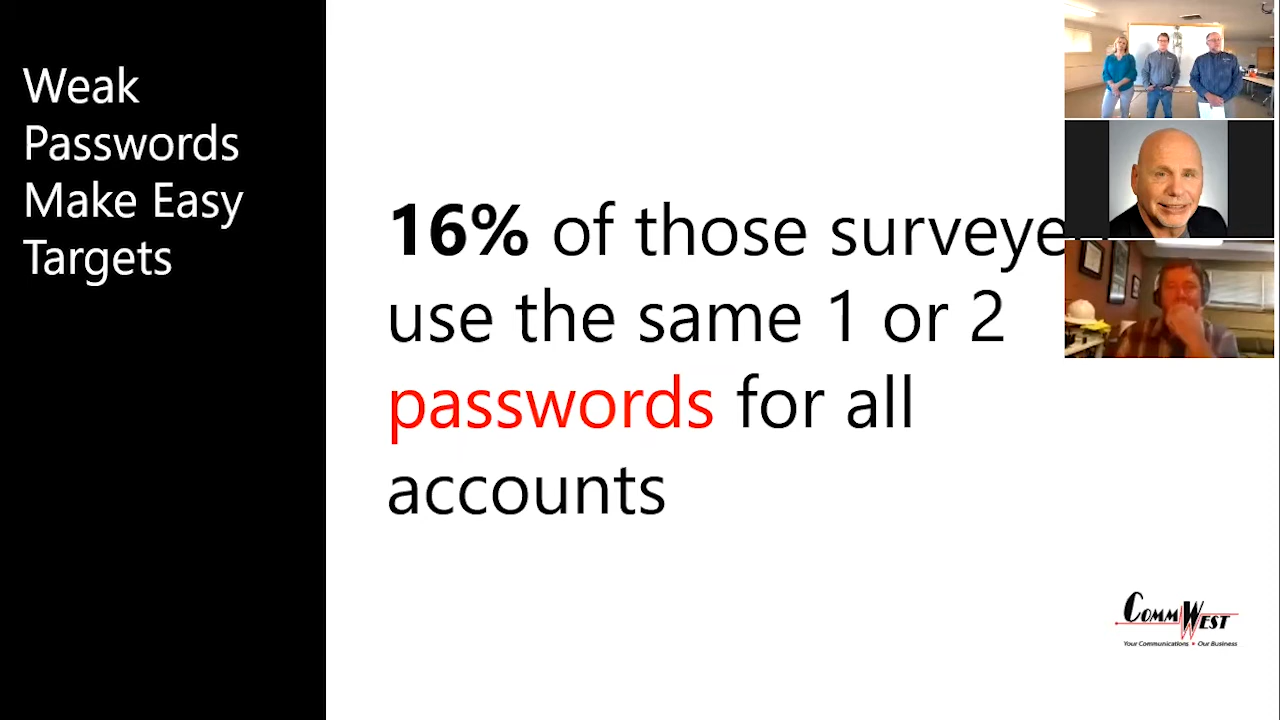 Weak
Passwords
Make Easy
Targets
16% of those surveye
use the same 1 or 2
passwords for all
accounts
COMMWEST
Your Communications • Our Business